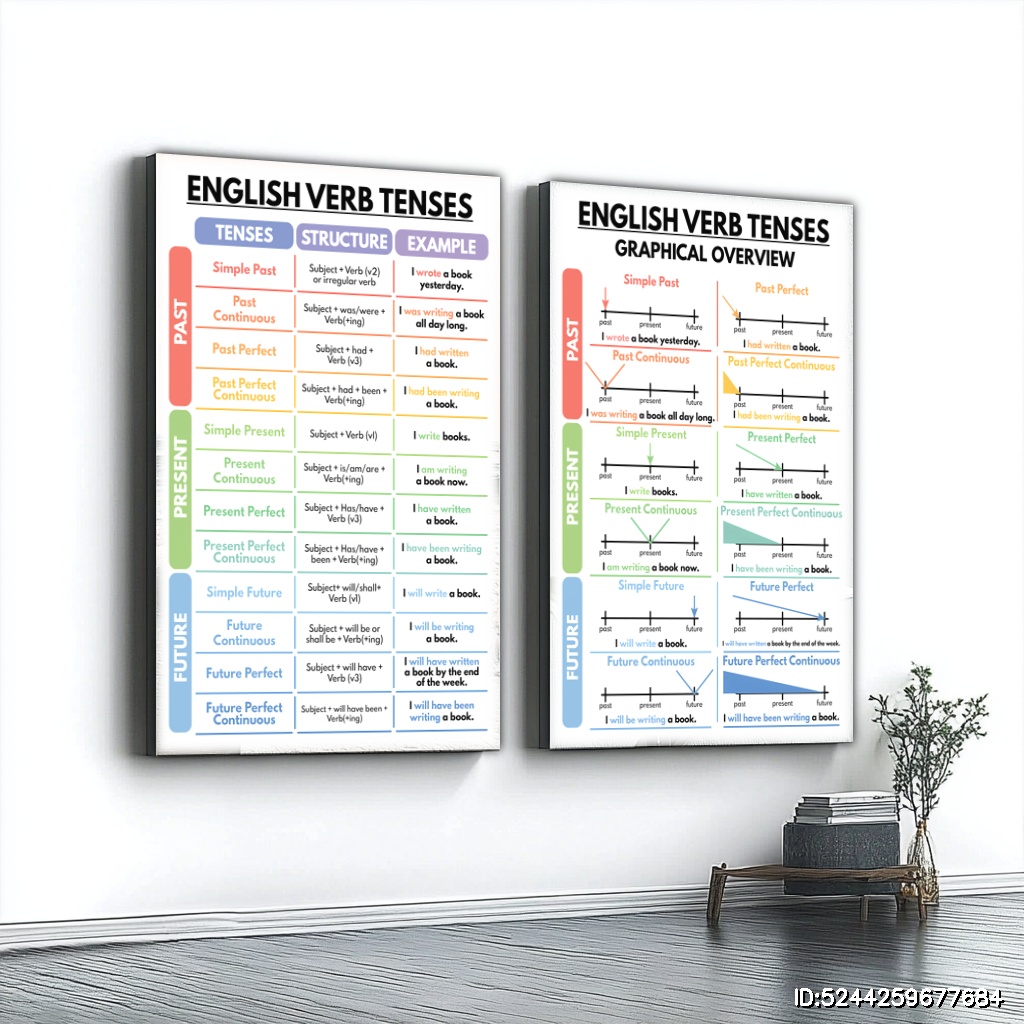 ENGLISH VERB TENSES
TENSES STRUCTURE EXAMPLE
PAST
Simple Past
Subject + Verb (v2)
or irregular verb
I wrote a book
yesterday.
Past
Continuous
Subject + was/were +
Verb(+ing)
I was writing a book
all day long.
Past Perfect
Subject + had +
Verb (v3)
I had written
a book.
Past Perfect
Continuous
Subject + had + been +
Verb(+ing)
I had been writing
a book.
PRESENT
Simple Present
Subject + Verb (v1)
I write books.
Present
Continuous
Subject + is/am/are +
Verb(+ing)
I am writing
a book now.
Present Perfect
Subject + Has/have +
Verb (v3)
I have written
a book.
Present Perfect
Continuous
Subject + Has/have +
been + Verb(+ing)
I have been writing
a book.
FUTURE
Simple Future
Subject+ will/shall+
Verb (v1)
I will write a book.
Future
Continuous
Subject + will be or
shall be + Verb(+ing)
I will be writing
a book.
Future Perfect
Subject + will have +
Verb (v3)
I will have written
a book by the end
of the week.
Future Perfect
Continuous
Subject + will have been +
Verb(+ing)
I will have been
writing a book.
ENGLISH VERB TENSES
GRAPHICAL OVERVIEW
PAST
Simple Past
past present future
I wrote a book yesterday.
Past Perfect
past present future
I had written a book.
Past Continuous
past present future
I was writing a book all day long.
Past Perfect Continuous
past present future
I had been writing a book.
PRESENT
Simple Present
past present future
I write books.
Present Perfect
past present future
I have written a book.
Present Continuous
past present future
I am writing a book now.
Present Perfect Continuous
past present future
I have been writing a book.
FUTURE
Simple Future
past present future
I will write a book.
Future Perfect
past present future
I will have written a book by the end of the week.
Future Continuous
past present future
I will be writing a book.
Future Perfect Continuous
past present future
I will have been writing a book.
ID:5244259677684